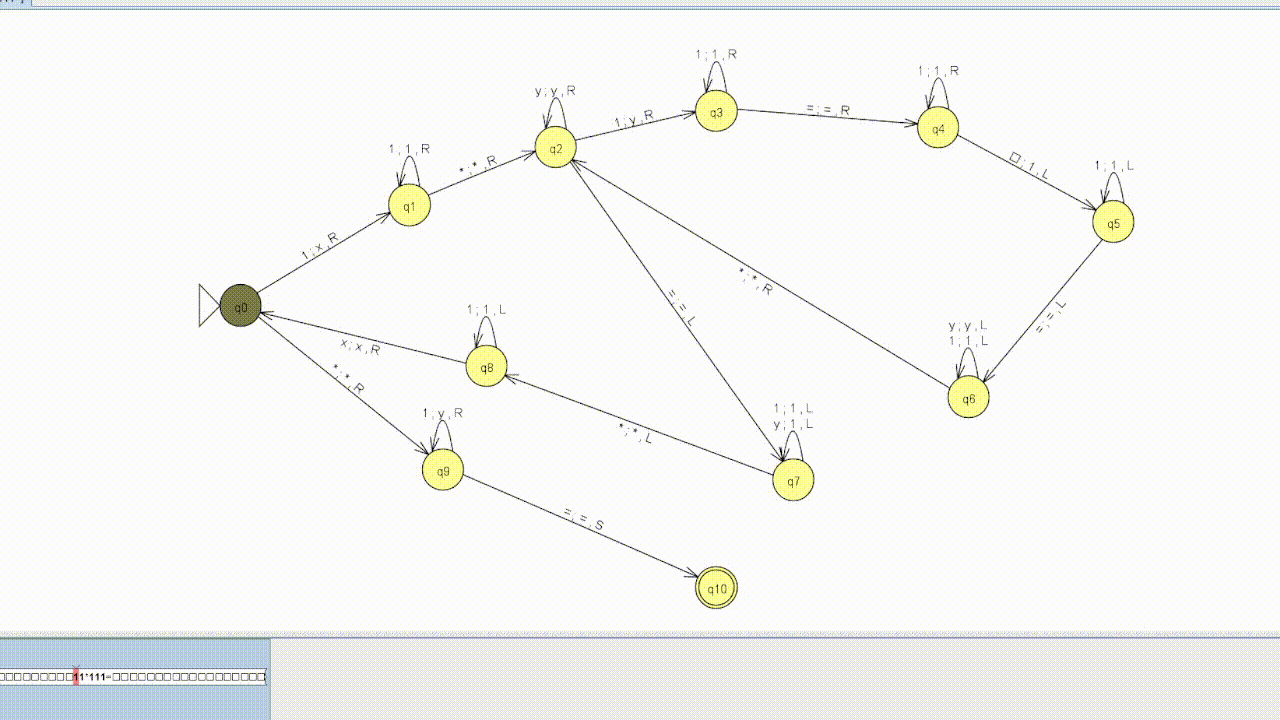 1;1,R
1;1,R
y;y,R
q3
=;=,R
q4
1;y,R
1;1,R
q2
□;1,L
1;1,L
*;*,R
q1
q5
1;x,R
*;*,R
=;=,L
=;=,L
q0
1;1,L
y;y,L
1;1,L
x;x,R
q8
*;*,R
q6
1;y,R
1;1,L
y;1,L
*;*,L
q9
q7
=;=,S
q10
11*111=